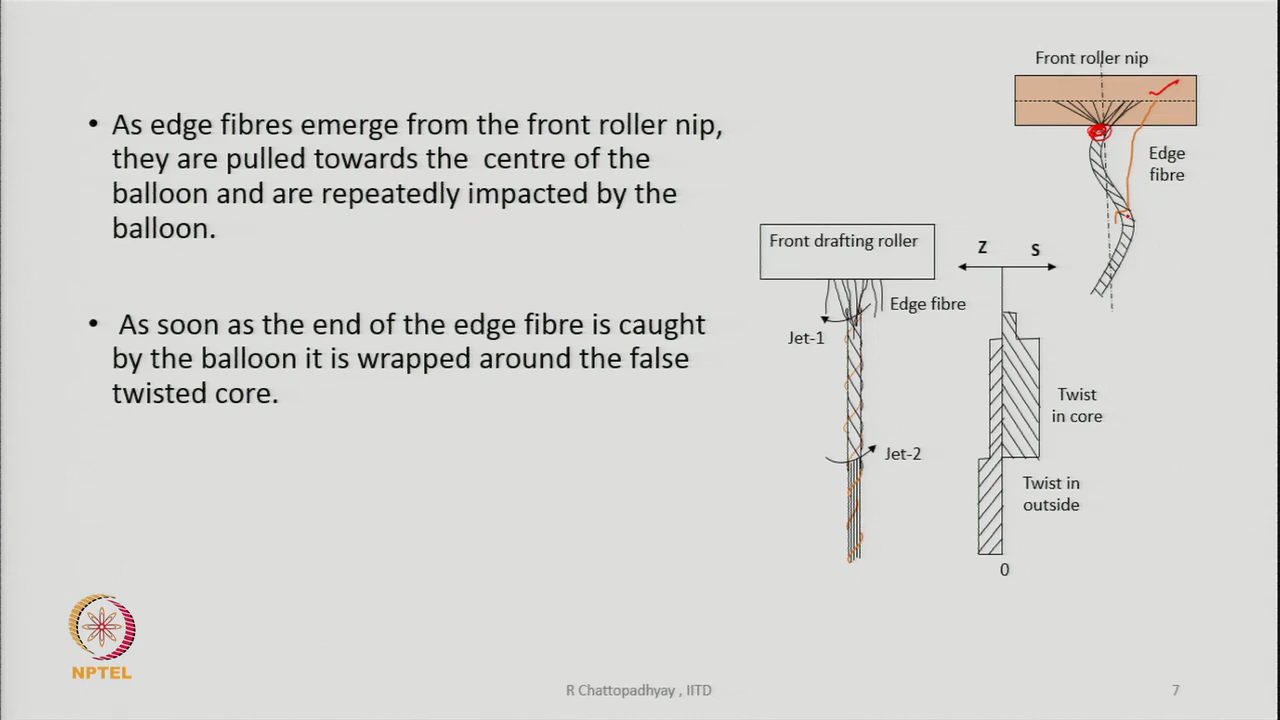 Front roller nip
• As edge fibres emerge from the front roller nip,
they are pulled towards the centre of the
balloon and are repeatedly impacted by the
balloon.
• As soon as the end of the edge fibre is caught
by the balloon it is wrapped around the false
twisted core.
Edge
fibre
Front drafting roller
Z
S
Edge fibre
Jet-1
Twist
in core
Jet-2
Twist in
outside
0
NPTEL
R Chattopadhyay , IITD
7